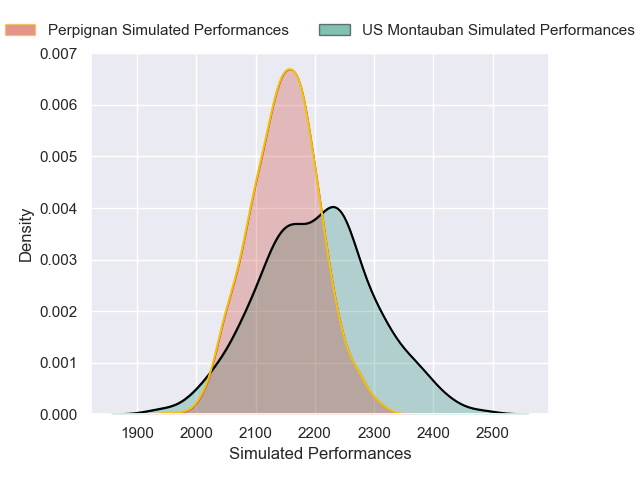 Perpignan Simulated Performances US Montauban Simulated Performances
0.007
0.006
0.005
0.004
0.003
0.002
0.001
0.000
Density
1900 2000 2100 2200 2300 2400 2500
Simulated Performances